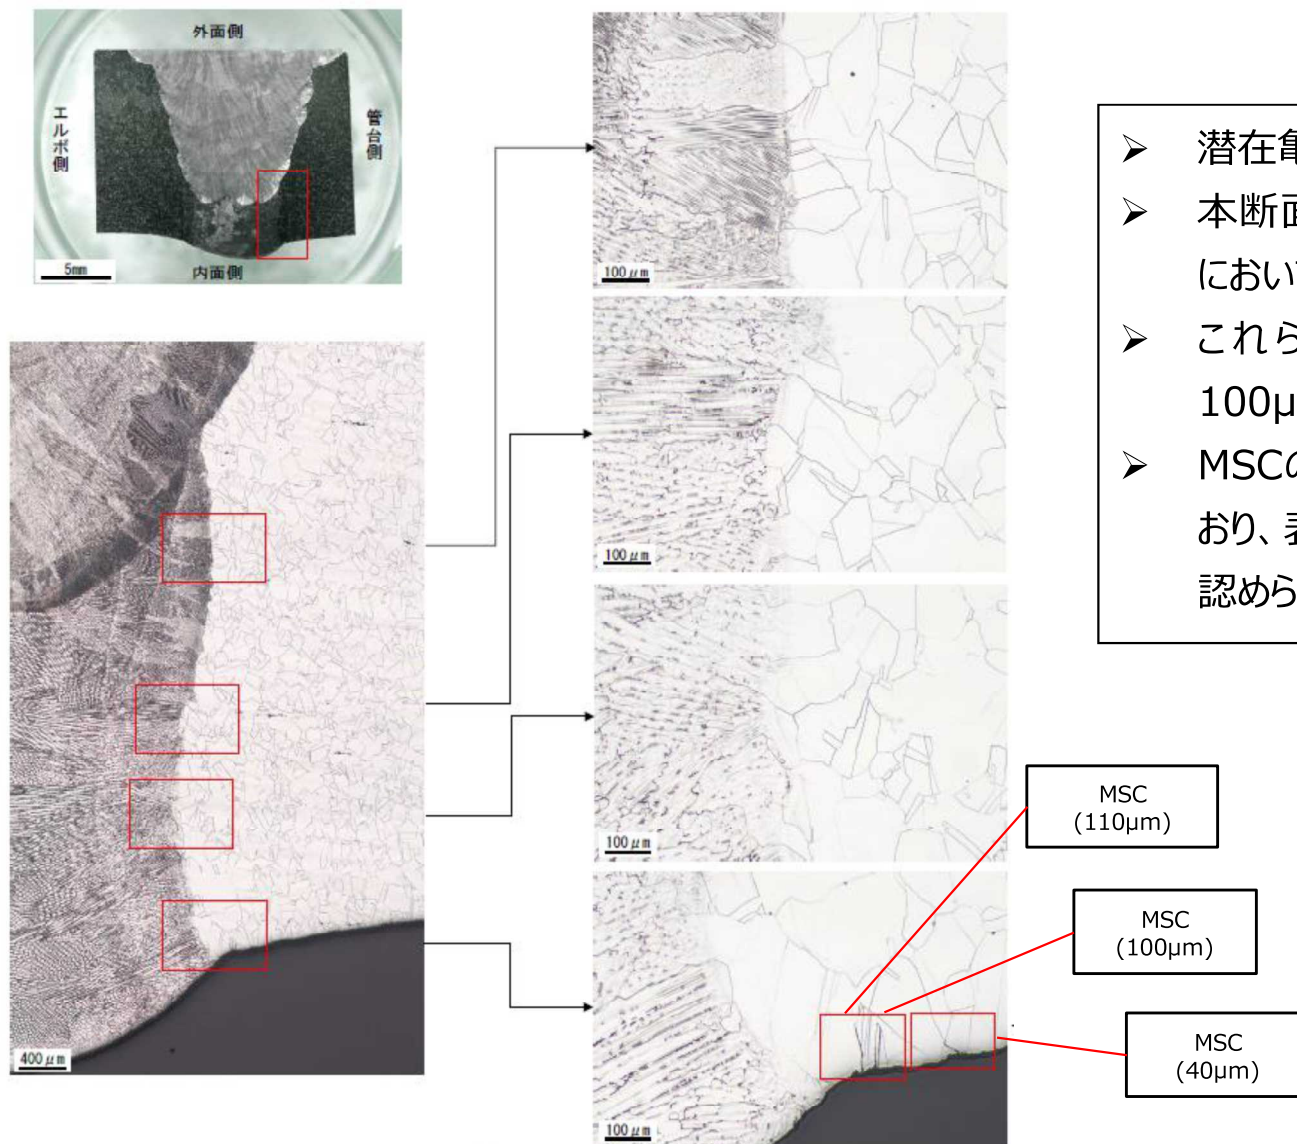 外面側
エルボ側
管台側
5mm
内面側
400μm
100μm
100μm
100μm
100μm
➤ 潜在亀
➤ 本断面
におい
➤ これら
100μ
➤ MSCの
おり、表
認めら
MSC
(110μm)
MSC
(100μm)
MSC
(40μm)